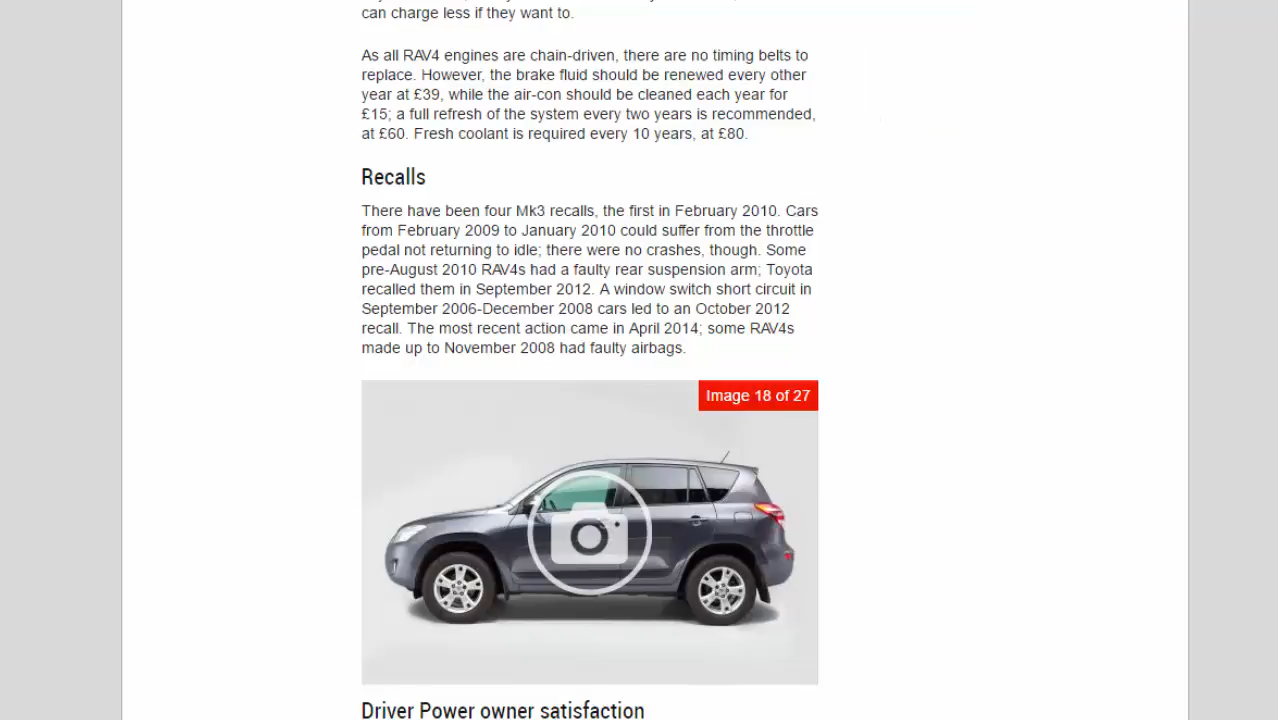 can charge less if they want to.
As all RAV4 engines are chain-driven, there are no timing belts to
replace. However, the brake fluid should be renewed every other
year at £39, while the air-con should be cleaned each year for
£15; a full refresh of the system every two years is recommended,
at £60. Fresh coolant is required every 10 years, at £80.
Recalls
There have been four Mk3 recalls, the first in February 2010. Cars
from February 2009 to January 2010 could suffer from the throttle
pedal not returning to idle; there were no crashes, though. Some
pre-August 2010 RAV4s had a faulty rear suspension arm; Toyota
recalled them in September 2012. A window switch short circuit in
September 2006-December 2008 cars led to an October 2012
recall. The most recent action came in April 2014; some RAV4s
made up to November 2008 had faulty airbags.
Image 18 of 27
Driver Power owner satisfaction